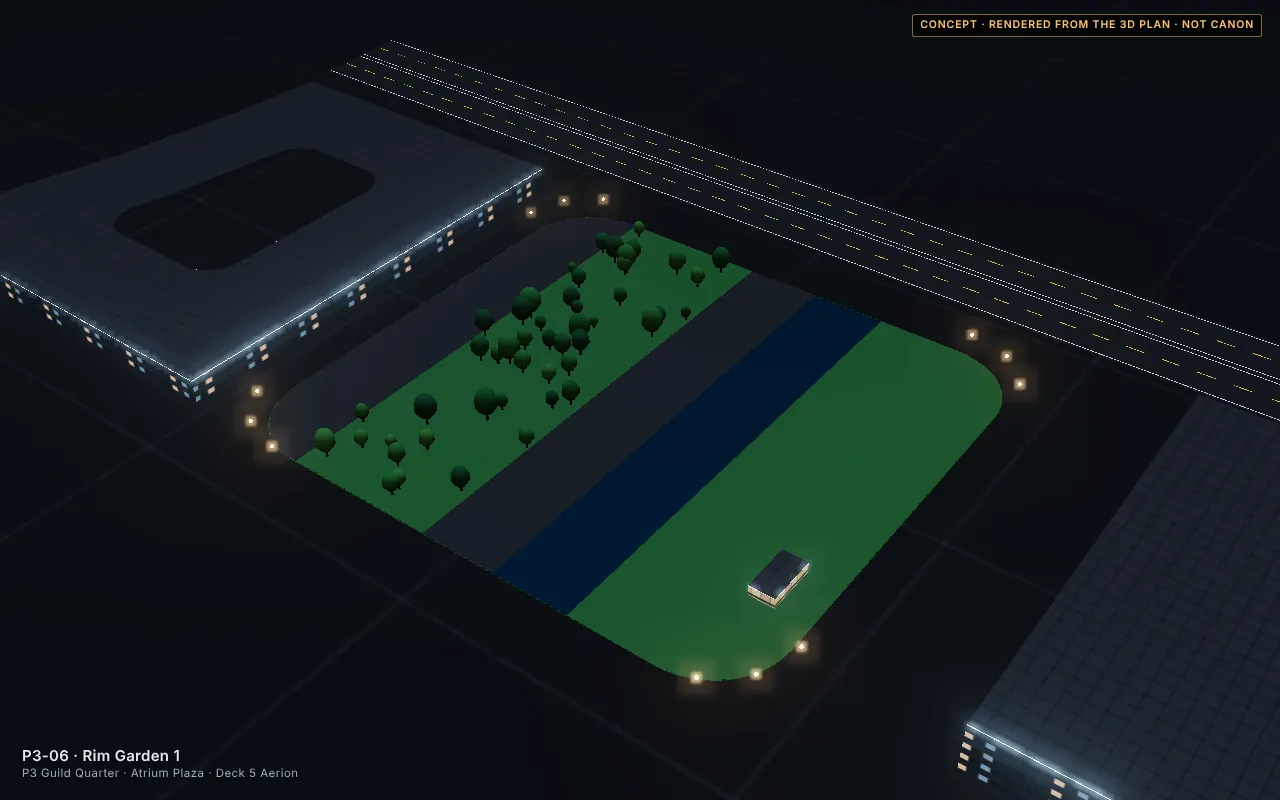 CONCEPT · RENDERED FROM THE 3D PLAN · NOT CANON
P3-06 · Rim Garden 1
P3 Guild Quarter · Atrium Plaza · Deck 5 Aerion